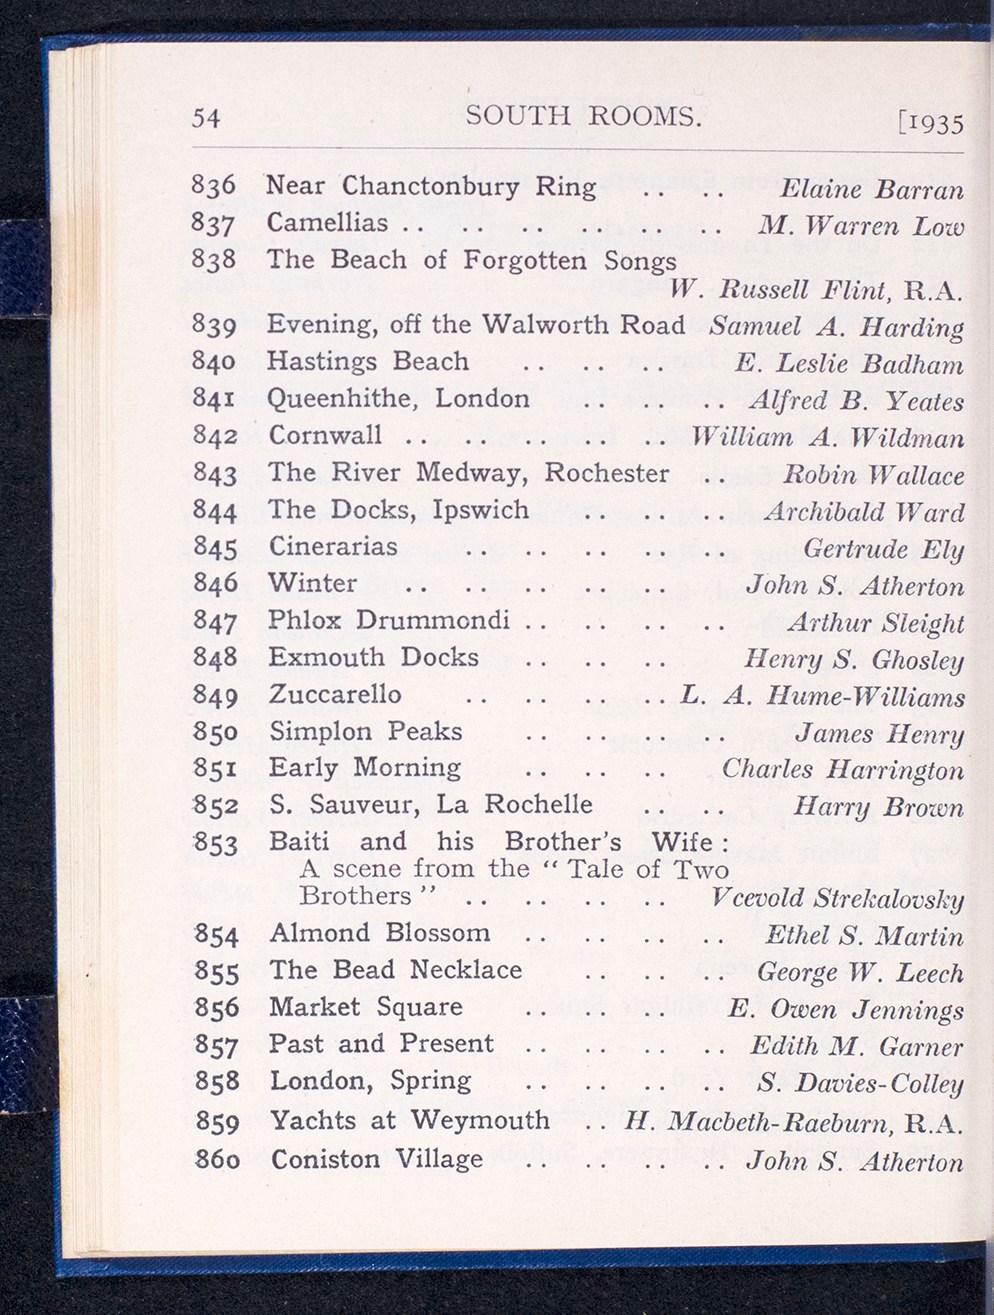 54 SOUTH ROOMS. [1935
836 Near Chanctonbury Ring .. .. Elaine Barran
837 Camellias .. .. .. .. .. .. M. Warren Low
838 The Beach of Forgotten Songs
W. Russell Flint, R.A.
839 Evening, off the Walworth Road Samuel A. Harding
840 Hastings Beach .. .. .. E. Leslie Badham
841 Queenhithe, London .. .. .. Alfred B. Yeates
842 Cornwall .. .. .. .. .. William A. Wildman
843 The River Medway, Rochester .. Robin Wallace
844 The Docks, Ipswich .. .. .. Archibald Ward
845 Cinerarias .. .. .. .. .. Gertrude Ely
846 Winter .. .. .. .. .. John S. Atherton
847 Phlox Drummondi .. .. .. .. Arthur Sleight
848 Exmouth Docks .. .. .. Henry S. Ghosley
849 Zuccarello .. .. .. .. L. A. Hume-Williams
850 Simplon Peaks .. .. .. .. James Henry
851 Early Morning .. .. .. Charles Harrington
852 S. Sauveur, La Rochelle .. .. Harry Brown
853 Baiti and his Brother's Wife :
A scene from the “ Tale of Two
Brothers ” .. .. .. .. Vcevold Strekalovsky
854 Almond Blossom .. .. .. .. Ethel S. Martin
855 The Bead Necklace .. .. .. George W. Leech
856 Market Square .. .. .. E. Owen Jennings
857 Past and Present .. .. .. .. Edith M. Garner
858 London, Spring .. .. .. .. S. Davies-Colley
859 Yachts at Weymouth .. H. Macbeth-Raeburn, R.A.
860 Coniston Village .. .. .. .. John S. Atherton